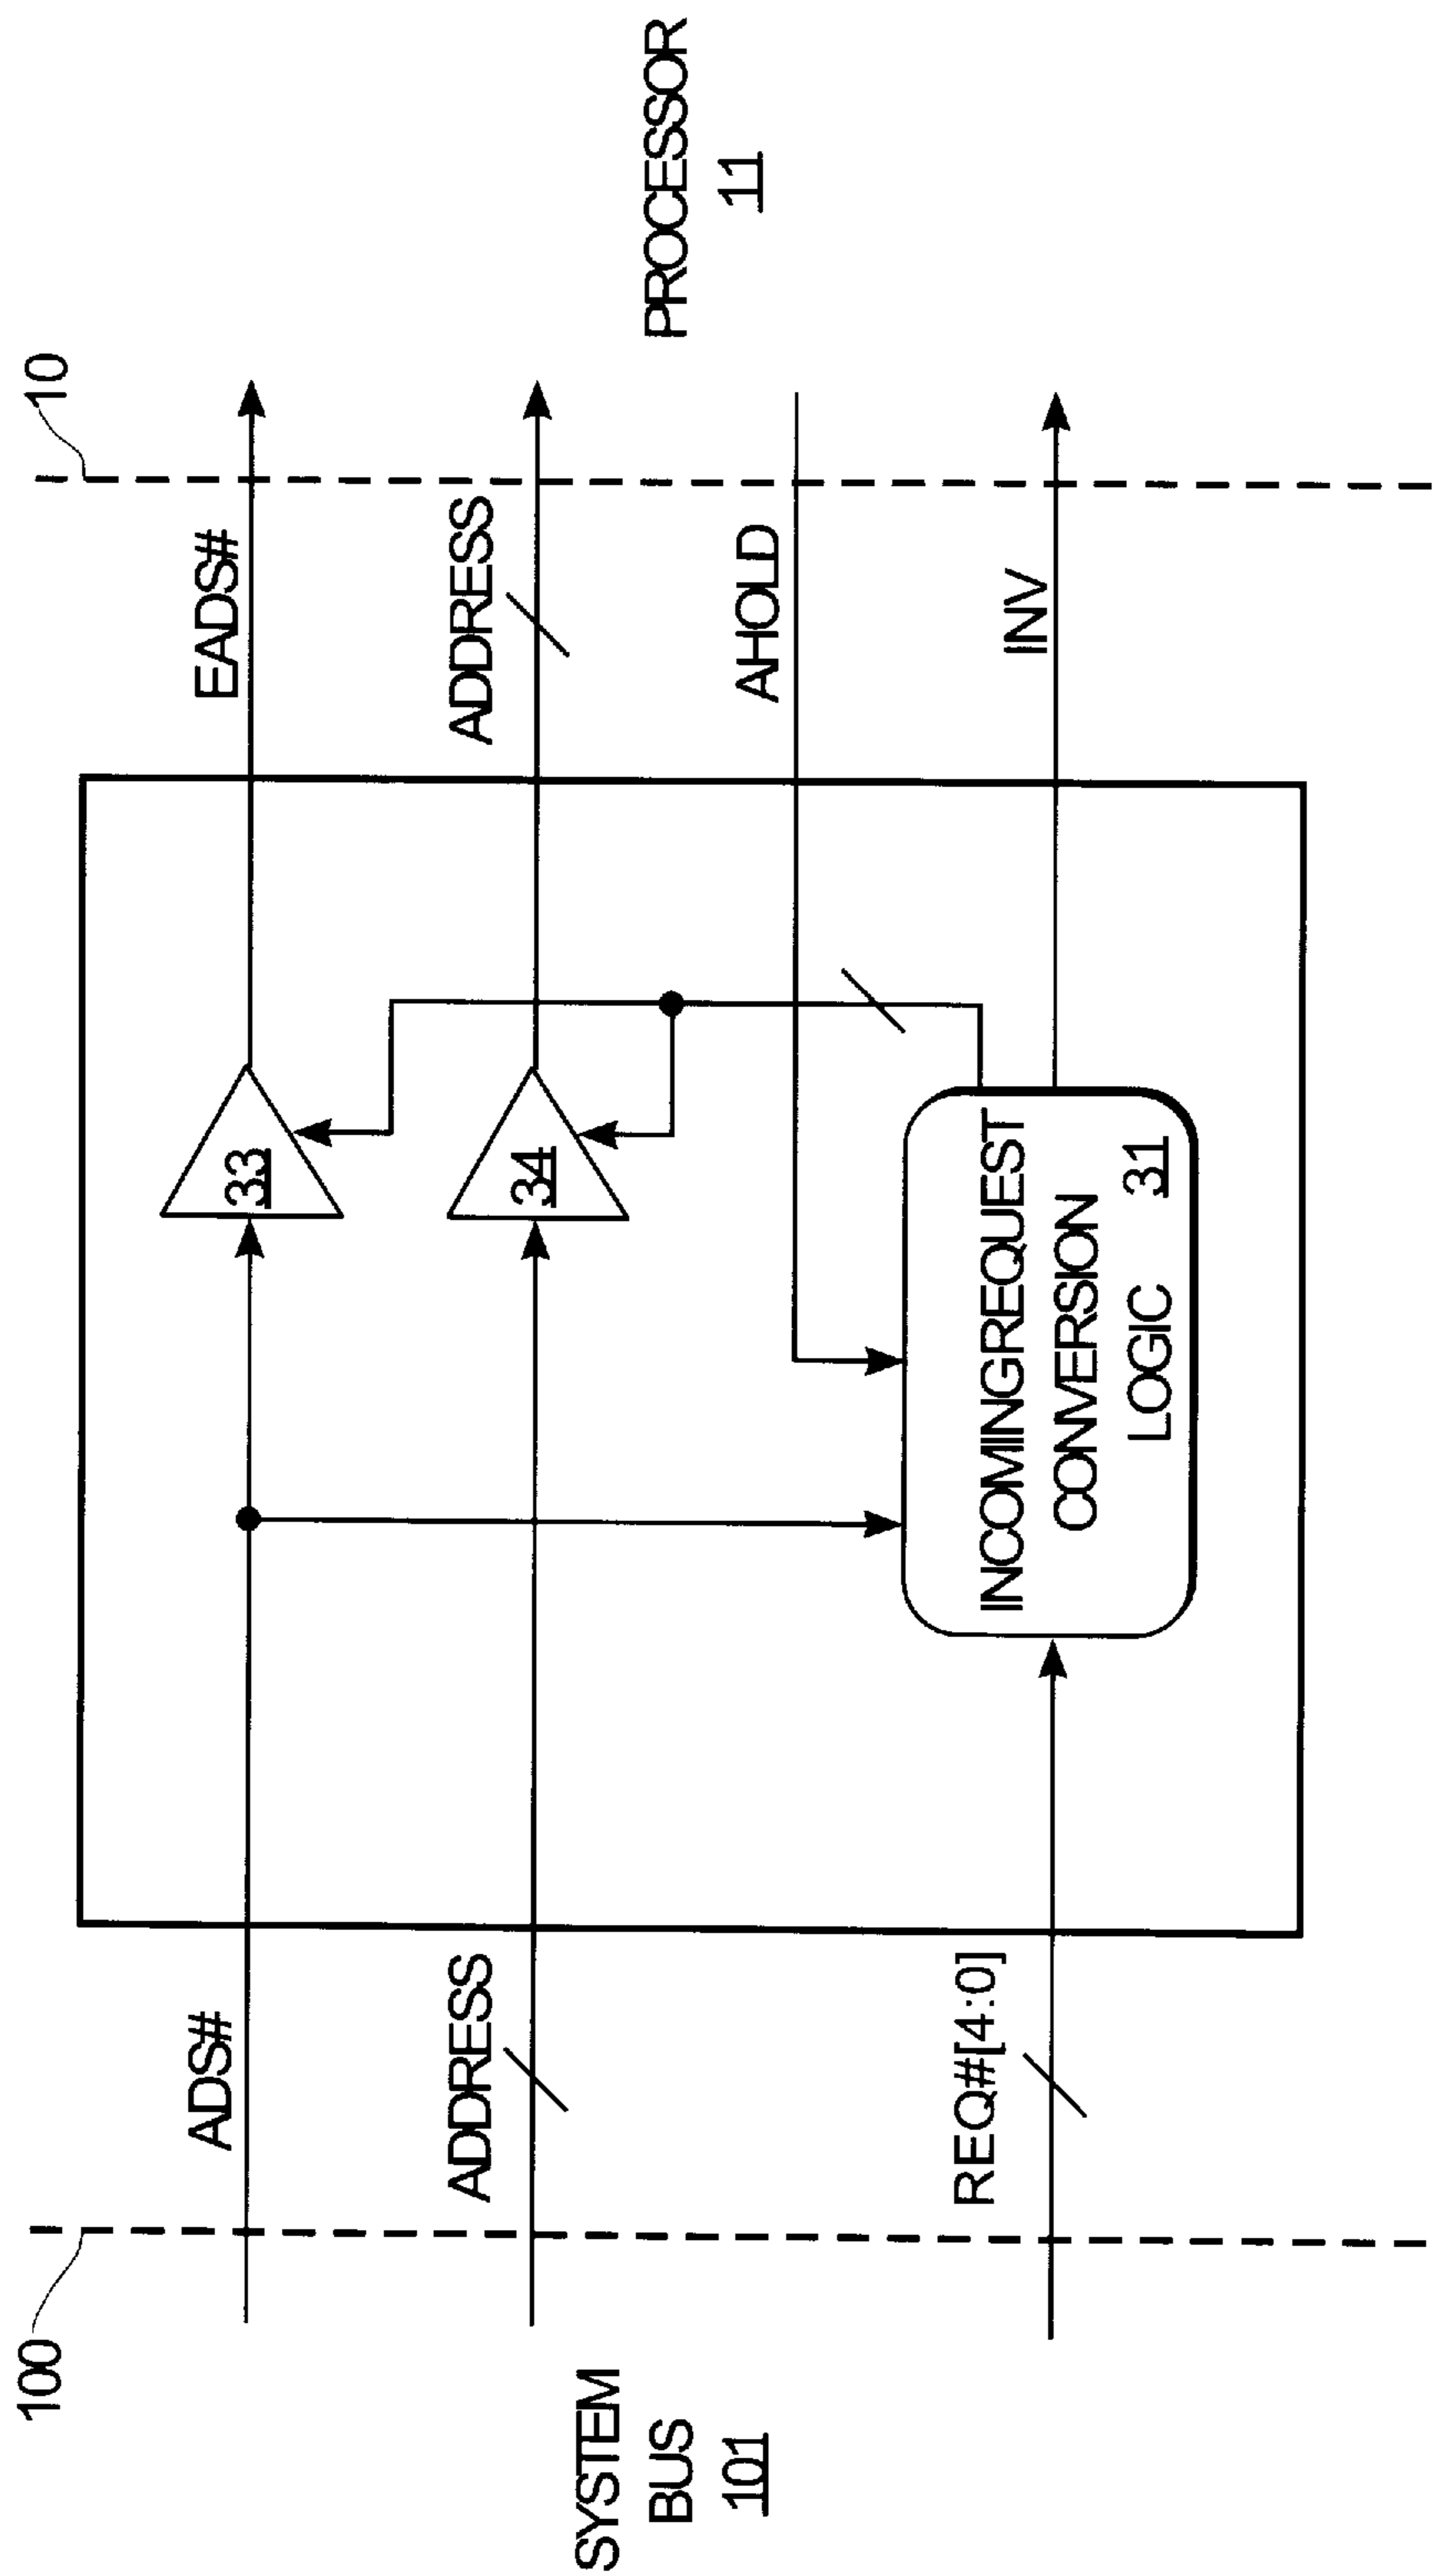 100
10
ADS#
EADS#
ADDRESS
ADDRESS
SYSTEM
BUS
101
PROCESSOR
11
33
34
AHOLD
REQ#[4:0]
INV
INCOMINGREQUEST
CONVERSION
LOGIC 31